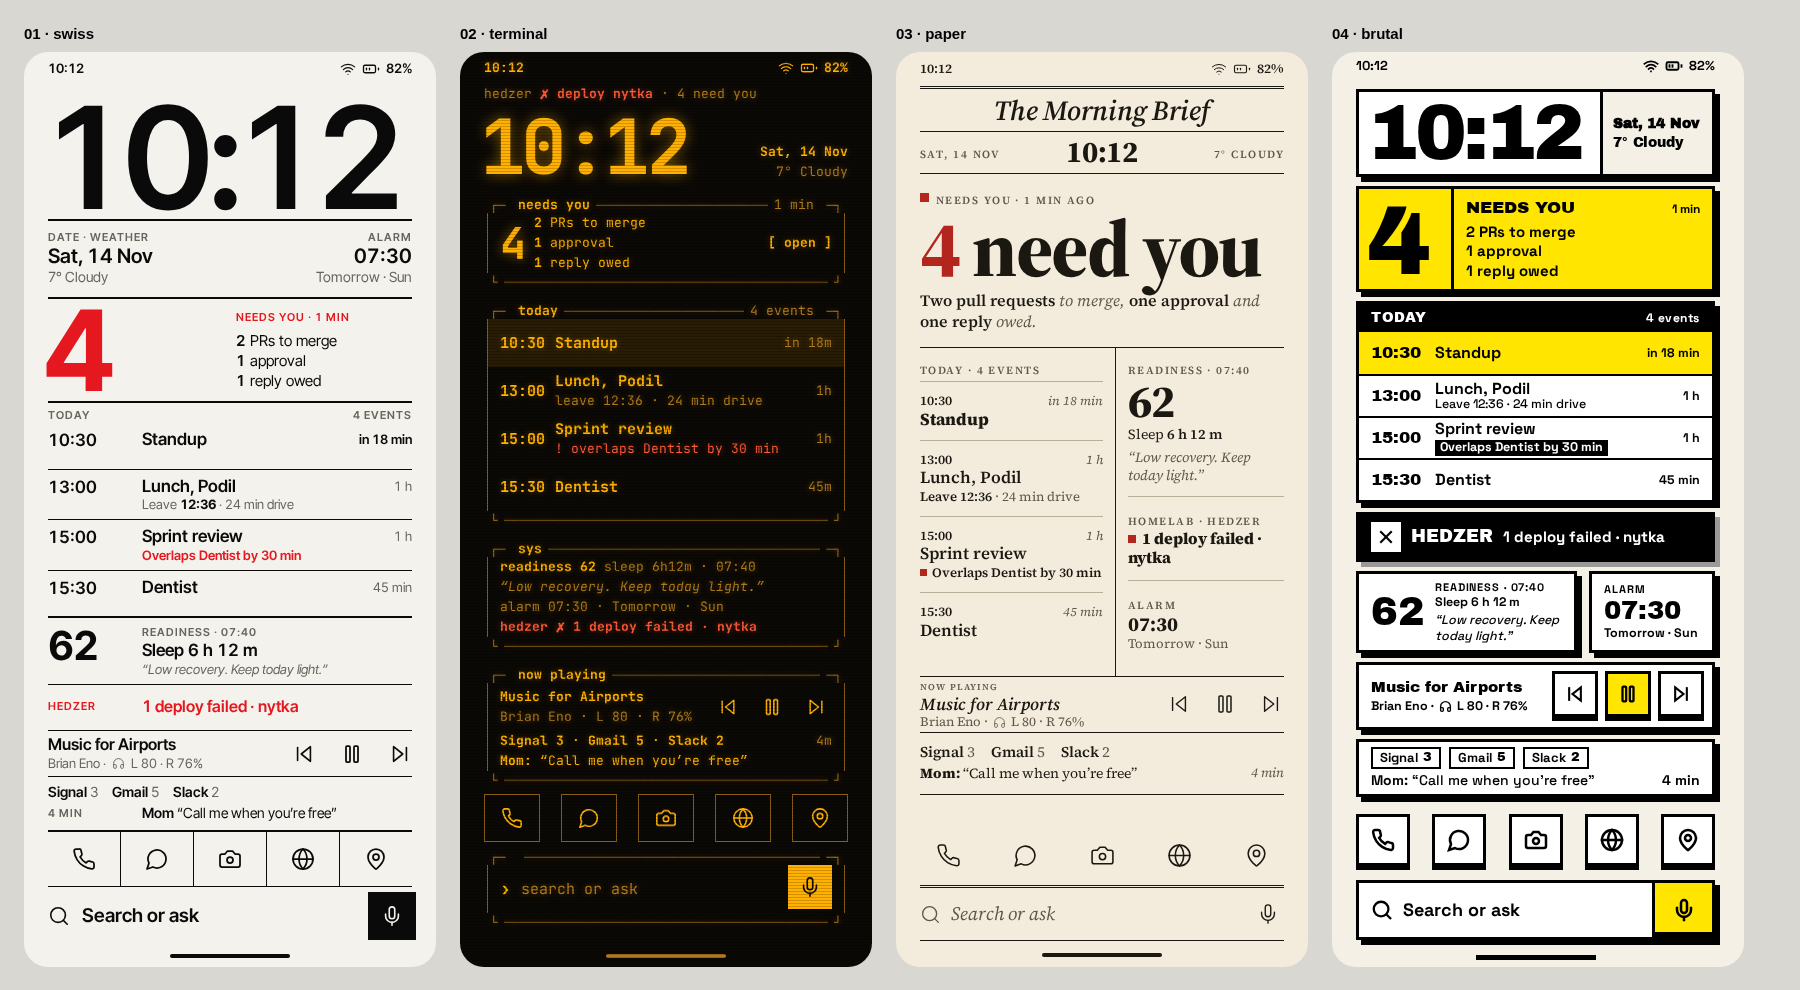 01 · swiss
10:12
82%
10:12
DATE · WEATHER
ALARM
Sat, 14 Nov
07:30
7° Cloudy
Tomorrow · Sun
4
NEEDS YOU · 1 MIN
2 PRs to merge
1 approval
1 reply owed
TODAY
4 EVENTS
10:30 Standup in 18 min
13:00 Lunch, Podil 1 h
Leave 12:36 · 24 min drive
15:00 Sprint review 1 h
Overlaps Dentist by 30 min
15:30 Dentist 45 min
62
READINESS · 07:40
Sleep 6 h 12 m
“Low recovery. Keep today light.”
HEDZER 1 deploy failed · nytka
Music for Airports
Brian Eno · L 80 · R 76%
Signal 3 Gmail 5 Slack 2
4 MIN Mom “Call me when you’re free”
Search or ask
02 · terminal
10:12
82%
hedzer ✗ deploy nytka · 4 need you
10:12
Sat, 14 Nov
7° Cloudy
needs you 1 min
4
2 PRs to merge
1 approval
1 reply owed
[ open ]
today 4 events
10:30 Standup in 18m
13:00 Lunch, Podil 1h
leave 12:36 · 24 min drive
15:00 Sprint review 1h
! overlaps Dentist by 30 min
15:30 Dentist 45m
sys
readiness 62 sleep 6h12m · 07:40
“Low recovery. Keep today light.”
alarm 07:30 · Tomorrow · Sun
hedzer ✗ 1 deploy failed · nytka
now playing
Music for Airports
Brian Eno · L 80 · R 76%
Signal 3 · Gmail 5 · Slack 2 4m
Mom: “Call me when you’re free”
› search or ask
03 · paper
10:12
82%
The Morning Brief
SAT, 14 NOV
10:12
7° CLOUDY
NEEDS YOU · 1 MIN AGO
4 need you
Two pull requests to merge, one approval and
one reply owed.
TODAY · 4 EVENTS
10:30 in 18 min
Standup
13:00 1 h
Lunch, Podil
Leave 12:36 · 24 min drive
15:00 1 h
Sprint review
Overlaps Dentist by 30 min
15:30 45 min
Dentist
READINESS · 07:40
62
Sleep 6 h 12 m
“Low recovery. Keep
today light.”
HOMELAB · HEDZER
1 deploy failed ·
nytka
ALARM
07:30
Tomorrow · Sun
NOW PLAYING
Music for Airports
Brian Eno · L 80 · R 76%
Signal 3 Gmail 5 Slack 2
Mom: “Call me when you’re free” 4 min
Search or ask
04 · brutal
10:12
82%
10:12
Sat, 14 Nov
7° Cloudy
4
NEEDS YOU
1 min
2 PRs to merge
1 approval
1 reply owed
TODAY 4 events
10:30 Standup in 18 min
13:00 Lunch, Podil 1 h
Leave 12:36 · 24 min drive
15:00 Sprint review 1 h
Overlaps Dentist by 30 min
15:30 Dentist 45 min
HEDZER 1 deploy failed · nytka
62
READINESS · 07:40
Sleep 6 h 12 m
“Low recovery. Keep
today light.”
ALARM
07:30
Tomorrow · Sun
Music for Airports
Brian Eno · L 80 · R 76%
Signal 3 Gmail 5 Slack 2
Mom: “Call me when you’re free” 4 min
Search or ask